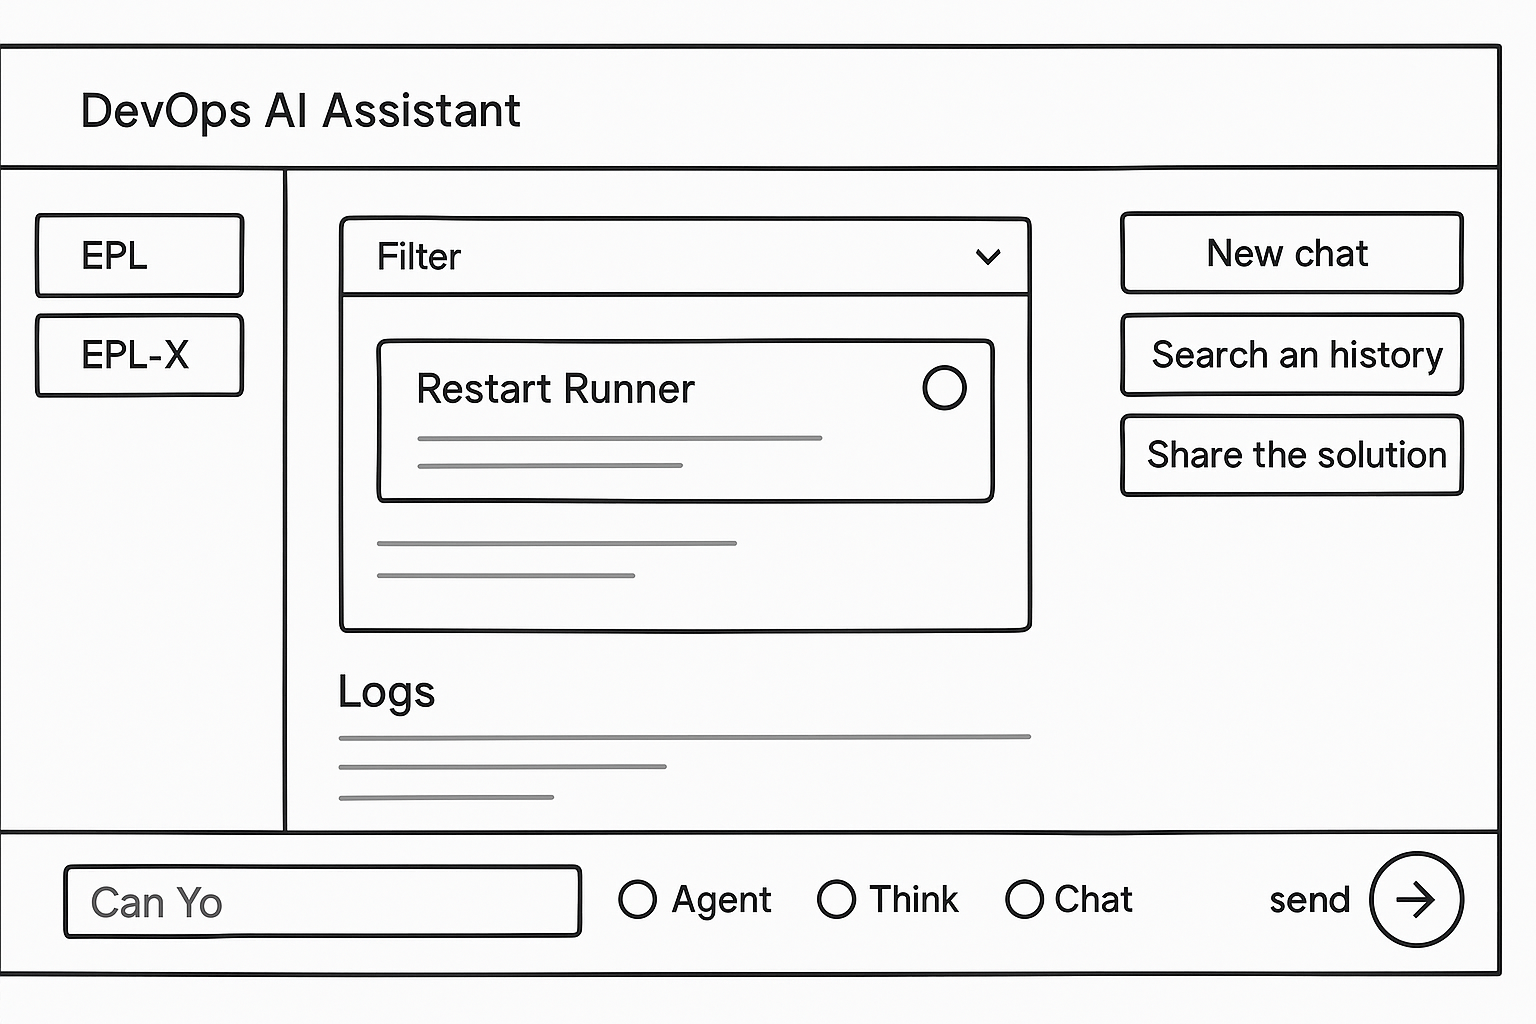 DevOps AI Assistant
EPL
EPL-X
Filter
Restart Runner
Logs
New chat
Search an history
Share the solution
Can Yo
Agent
Think
Chat
send